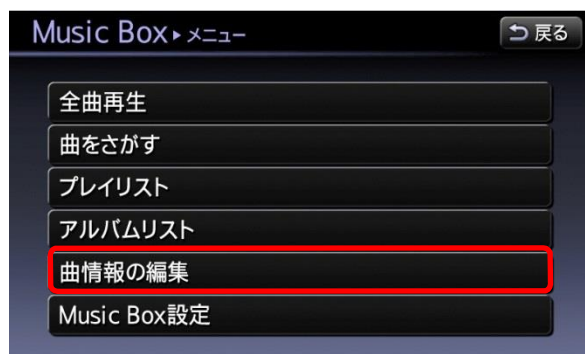 Music Box▸メニュー
戻る
全曲再生
曲をさがす
プレイリスト
アルバムリスト
曲情報の編集
Music Box設定